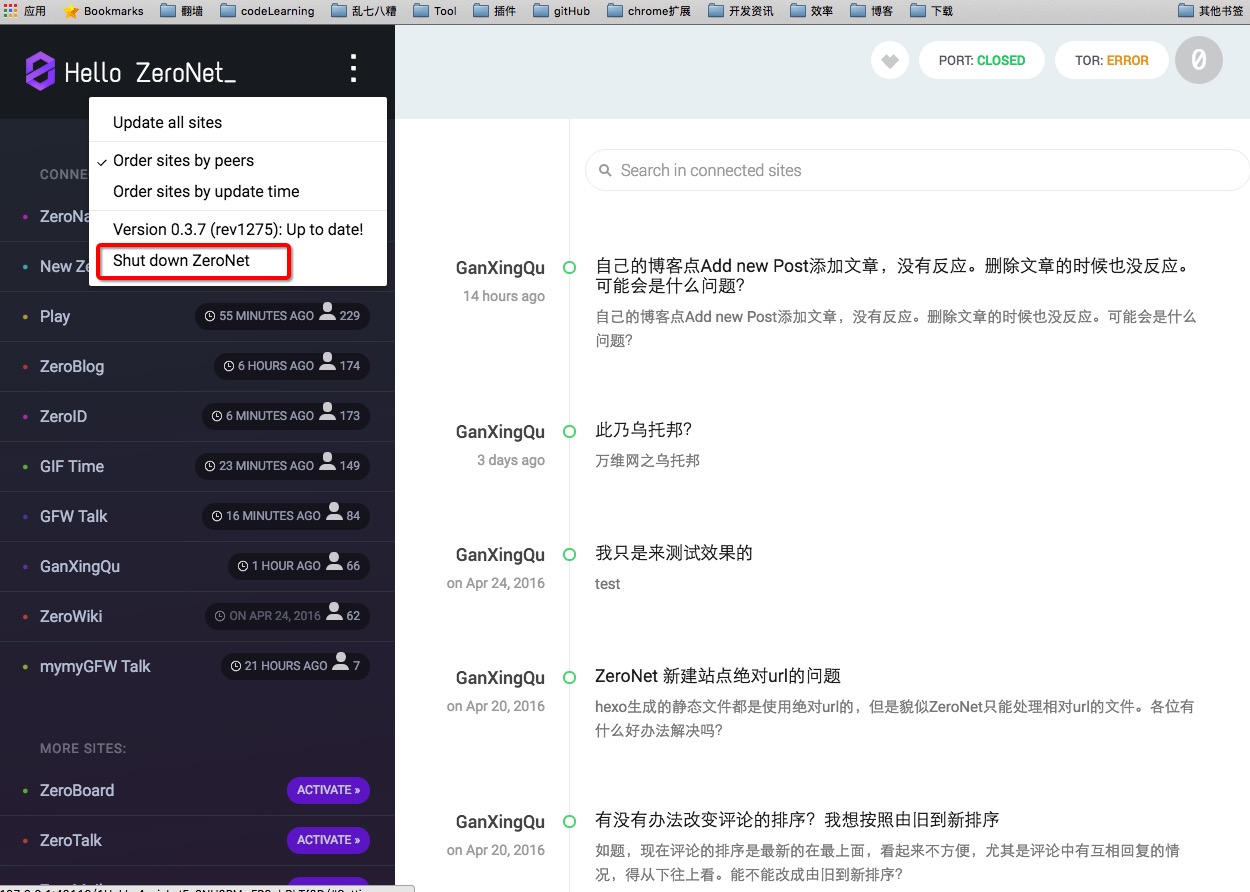 应用 Bookmarks 翻墙 codeLearning 乱七八糟 Tool 插件 gitHub chrome扩展 开发资讯 效率 博客 下载 其他书签
Hello ZeroNet_
PORT: CLOSED
TOR: ERROR
0
Update all sites
Order sites by peers
Order sites by update time
Version 0.3.7 (rev1275): Up to date!
Shut down ZeroNet
CONNE
ZeroNa
New Ze
Play 55 MINUTES AGO 229
ZeroBlog 6 HOURS AGO 174
ZeroID 6 MINUTES AGO 173
GIF Time 23 MINUTES AGO 149
GFW Talk 16 MINUTES AGO 84
GanXingQu 1 HOUR AGO 66
ZeroWiki ON APR 24, 2016 62
mymyGFW Talk 21 HOURS AGO 7
MORE SITES:
ZeroBoard ACTIVATE »
ZeroTalk ACTIVATE »
Search in connected sites
GanXingQu
14 hours ago
自己的博客点Add new Post添加文章，没有反应。删除文章的时候也没反应。
可能会是什么问题?
自己的博客点Add new Post添加文章，没有反应。删除文章的时候也没反应。可能会是什么
问题?
GanXingQu
3 days ago
此乃乌托邦?
万维网之乌托邦
GanXingQu
on Apr 24, 2016
我只是来测试效果的
test
GanXingQu
on Apr 20, 2016
ZeroNet 新建站点绝对url的问题
hexo生成的静态文件都是使用绝对url的，但是貌似ZeroNet只能处理相对url的文件。各位有
什么好办法解决吗?
GanXingQu
on Apr 20, 2016
有没有办法改变评论的排序？我想按照由旧到新排序
如题，现在评论的排序是最新的在最上面，看起来不方便，尤其是评论中有互相回复的情
况，得从下往上看。能不能改成由旧到新排序?